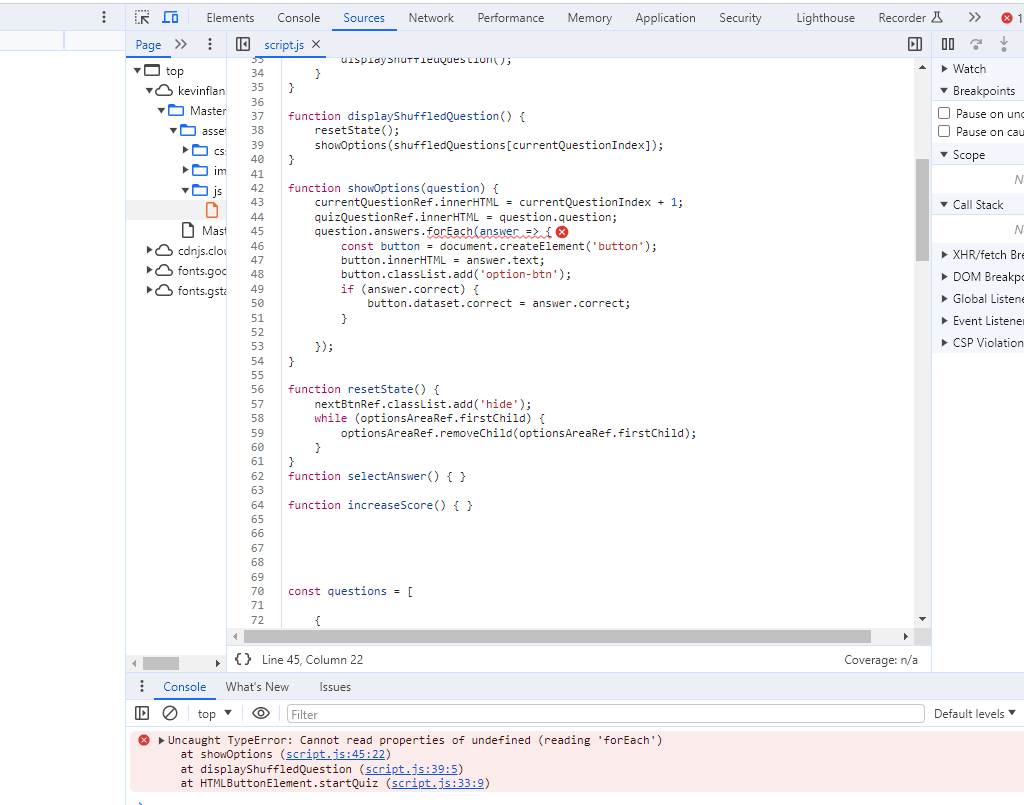 Elements Console Sources Network Performance Memory Application Security Lighthouse Recorder 1
Page script.js
top
kevinflan
Master
asset
cs
im
js
Mast
cdnjs.clou
fonts.goo
fonts.gsta
33 displayShuffledQuestion();
34 }
35 }
36
37 function displayShuffledQuestion() {
38 resetState();
39 showOptions(shuffledQuestions[currentQuestionIndex]);
40 }
41
42 function showOptions(question) {
43 currentQuestionRef.innerHTML = currentQuestionIndex + 1;
44 quizQuestionRef.innerHTML = question.question;
45 question.answers.forEach(answer => {
46 const button = document.createElement('button');
47 button.innerHTML = answer.text;
48 button.classList.add('option-btn');
49 if (answer.correct) {
50 button.dataset.correct = answer.correct;
51 }
52
53 });
54 }
55
56 function resetState() {
57 nextBtnRef.classList.add('hide');
58 while (optionsAreaRef.firstChild) {
59 optionsAreaRef.removeChild(optionsAreaRef.firstChild);
60 }
61 }
62 function selectAnswer() { }
63
64 function increaseScore() { }
65
66
67
68
69
70 const questions = [
71
72 {
{ } Line 45, Column 22 Coverage: n/a
Watch
Breakpoints
Pause on unc
Pause on cau
Scope
N
Call Stack
N
XHR/fetch Bre
DOM Breakpo
Global Listene
Event Listener
CSP Violation
Console What's New Issues
top Filter Default levels
Uncaught TypeError: Cannot read properties of undefined (reading 'forEach')
at showOptions (script.js:45:22)
at displayShuffledQuestion (script.js:39:5)
at HTMLButtonElement.startQuiz (script.js:33:9)